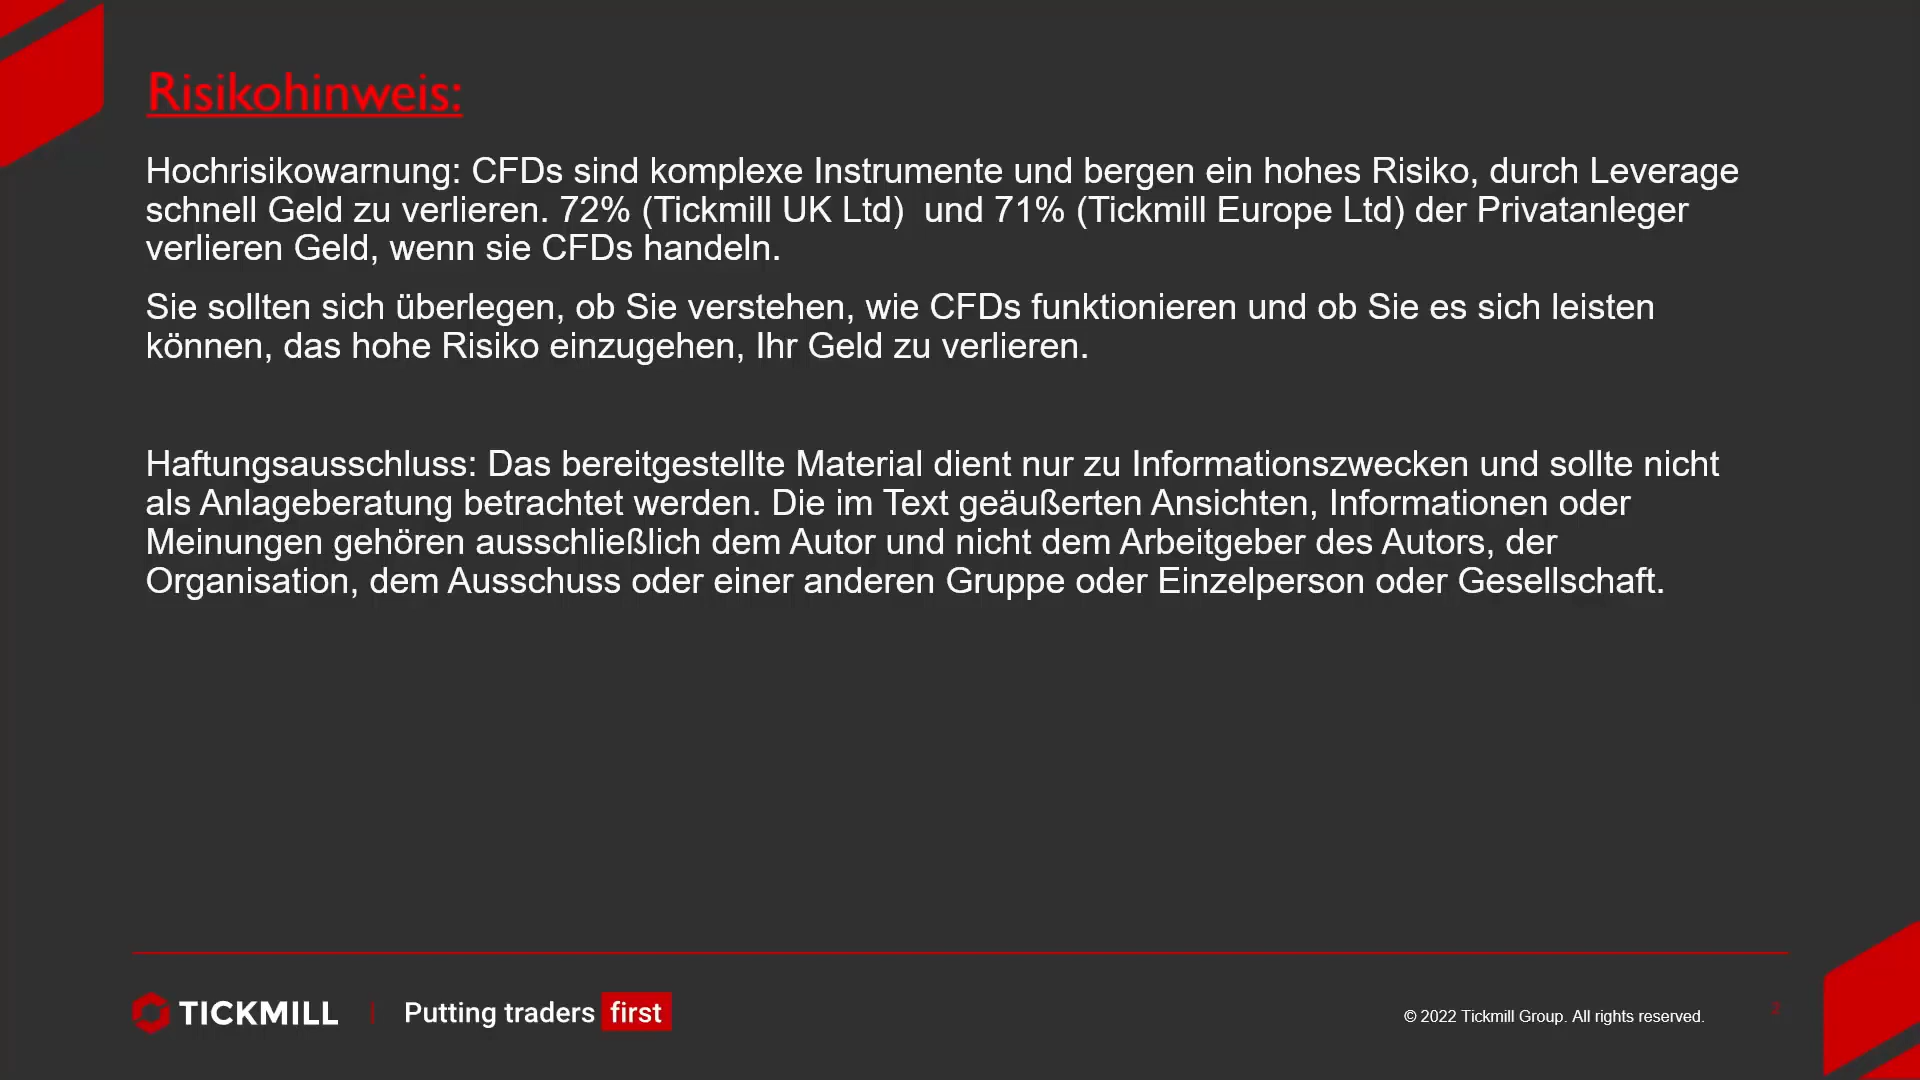 Risikohinweis:
Hochrisikowarnung: CFDs sind komplexe Instrumente und bergen ein hohes Risiko, durch Leverage
schnell Geld zu verlieren. 72% (Tickmill UK Ltd)  und 71% (Tickmill Europe Ltd) der Privatanleger
verlieren Geld, wenn sie CFDs handeln.
Sie sollten sich überlegen, ob Sie verstehen, wie CFDs funktionieren und ob Sie es sich leisten
können, das hohe Risiko einzugehen, Ihr Geld zu verlieren.
Haftungsausschluss: Das bereitgestellte Material dient nur zu Informationszwecken und sollte nicht
als Anlageberatung betrachtet werden. Die im Text geäußerten Ansichten, Informationen oder
Meinungen gehören ausschließlich dem Autor und nicht dem Arbeitgeber des Autors, der
Organisation, dem Ausschuss oder einer anderen Gruppe oder Einzelperson oder Gesellschaft.
TICKMILL | Putting traders first
© 2022 Tickmill Group. All rights reserved.
2